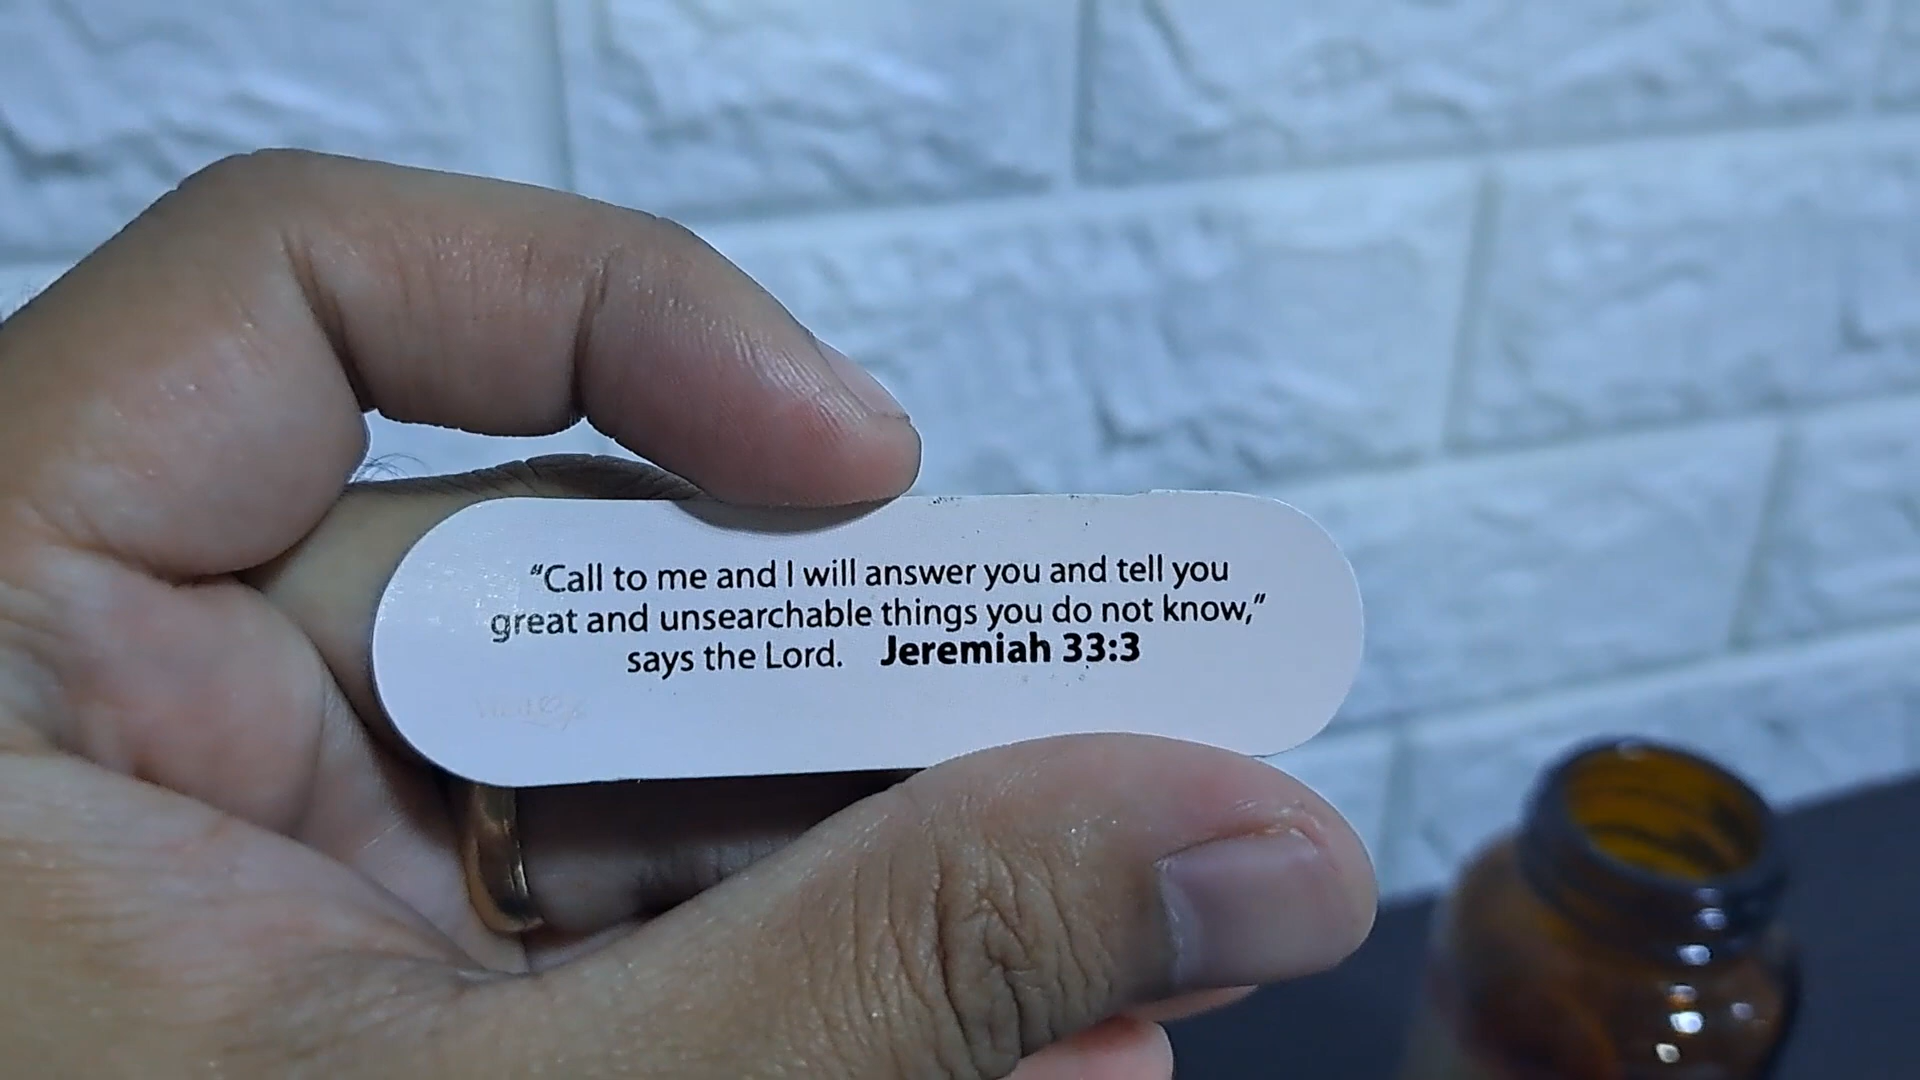 “Call to me and I will answer you and tell you
great and unsearchable things you do not know,”
says the Lord. Jeremiah 33:3